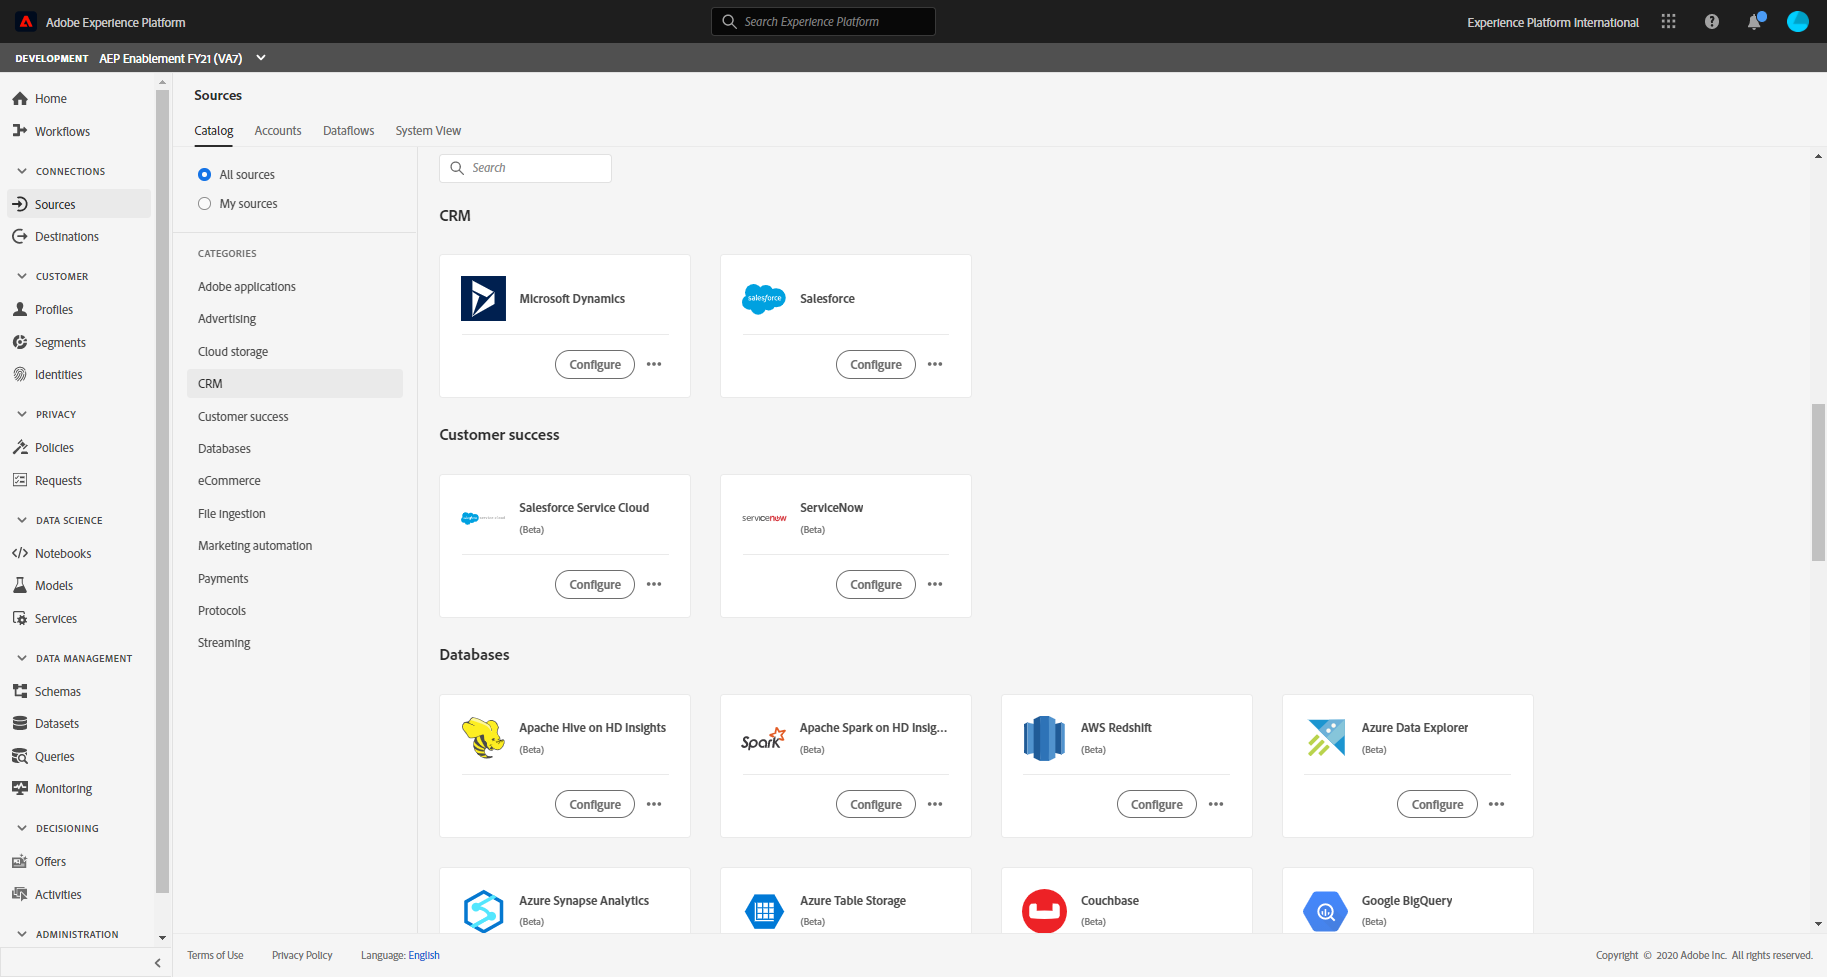 Adobe Experience Platform
Search Experience Platform
Experience Platform International
DEVELOPMENT AEP Enablement FY21 (VA7)
Home
Workflows
CONNECTIONS
Sources
Destinations
CUSTOMER
Profiles
Segments
Identities
PRIVACY
Policies
Requests
DATA SCIENCE
Notebooks
Models
Services
DATA MANAGEMENT
Schemas
Datasets
Queries
Monitoring
DECISIONING
Offers
Activities
ADMINISTRATION
Sources
Catalog Accounts Dataflows System View
All sources
My sources
CATEGORIES
Adobe applications
Advertising
Cloud storage
CRM
Customer success
Databases
eCommerce
File ingestion
Marketing automation
Payments
Protocols
Streaming
Search
CRM
Microsoft Dynamics
Configure
salesforce
Salesforce
Configure
Customer success
Salesforce Service Cloud
(Beta)
Configure
servicenow
ServiceNow
(Beta)
Configure
Databases
Apache Hive on HD Insights
(Beta)
Configure
Spark
Apache Spark on HD Insig...
(Beta)
Configure
AWS Redshift
(Beta)
Configure
Azure Data Explorer
(Beta)
Configure
Azure Synapse Analytics
(Beta)
Azure Table Storage
(Beta)
Couchbase
(Beta)
Google BigQuery
(Beta)
Terms of Use Privacy Policy Language: English
Copyright © 2020 Adobe Inc. All rights reserved.